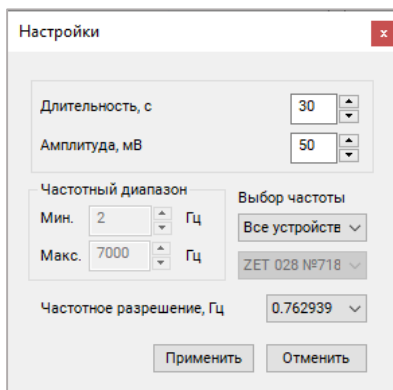 Настройки
x
Длительность, с 30
Амплитуда, мВ 50
Частотный диапазон
Мин. 2 Гц
Макс. 7000 Гц
Выбор частоты
Все устройств
ZET 028 №718
Частотное разрешение, Гц 0.762939
Применить Отменить